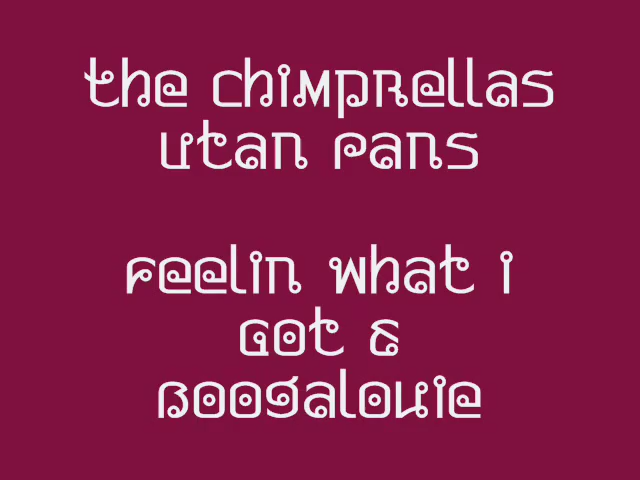 THE CHIMPRELLAS
UTAN PANS
FEELIN WHAT I
GOT &
BOOGALOUIE